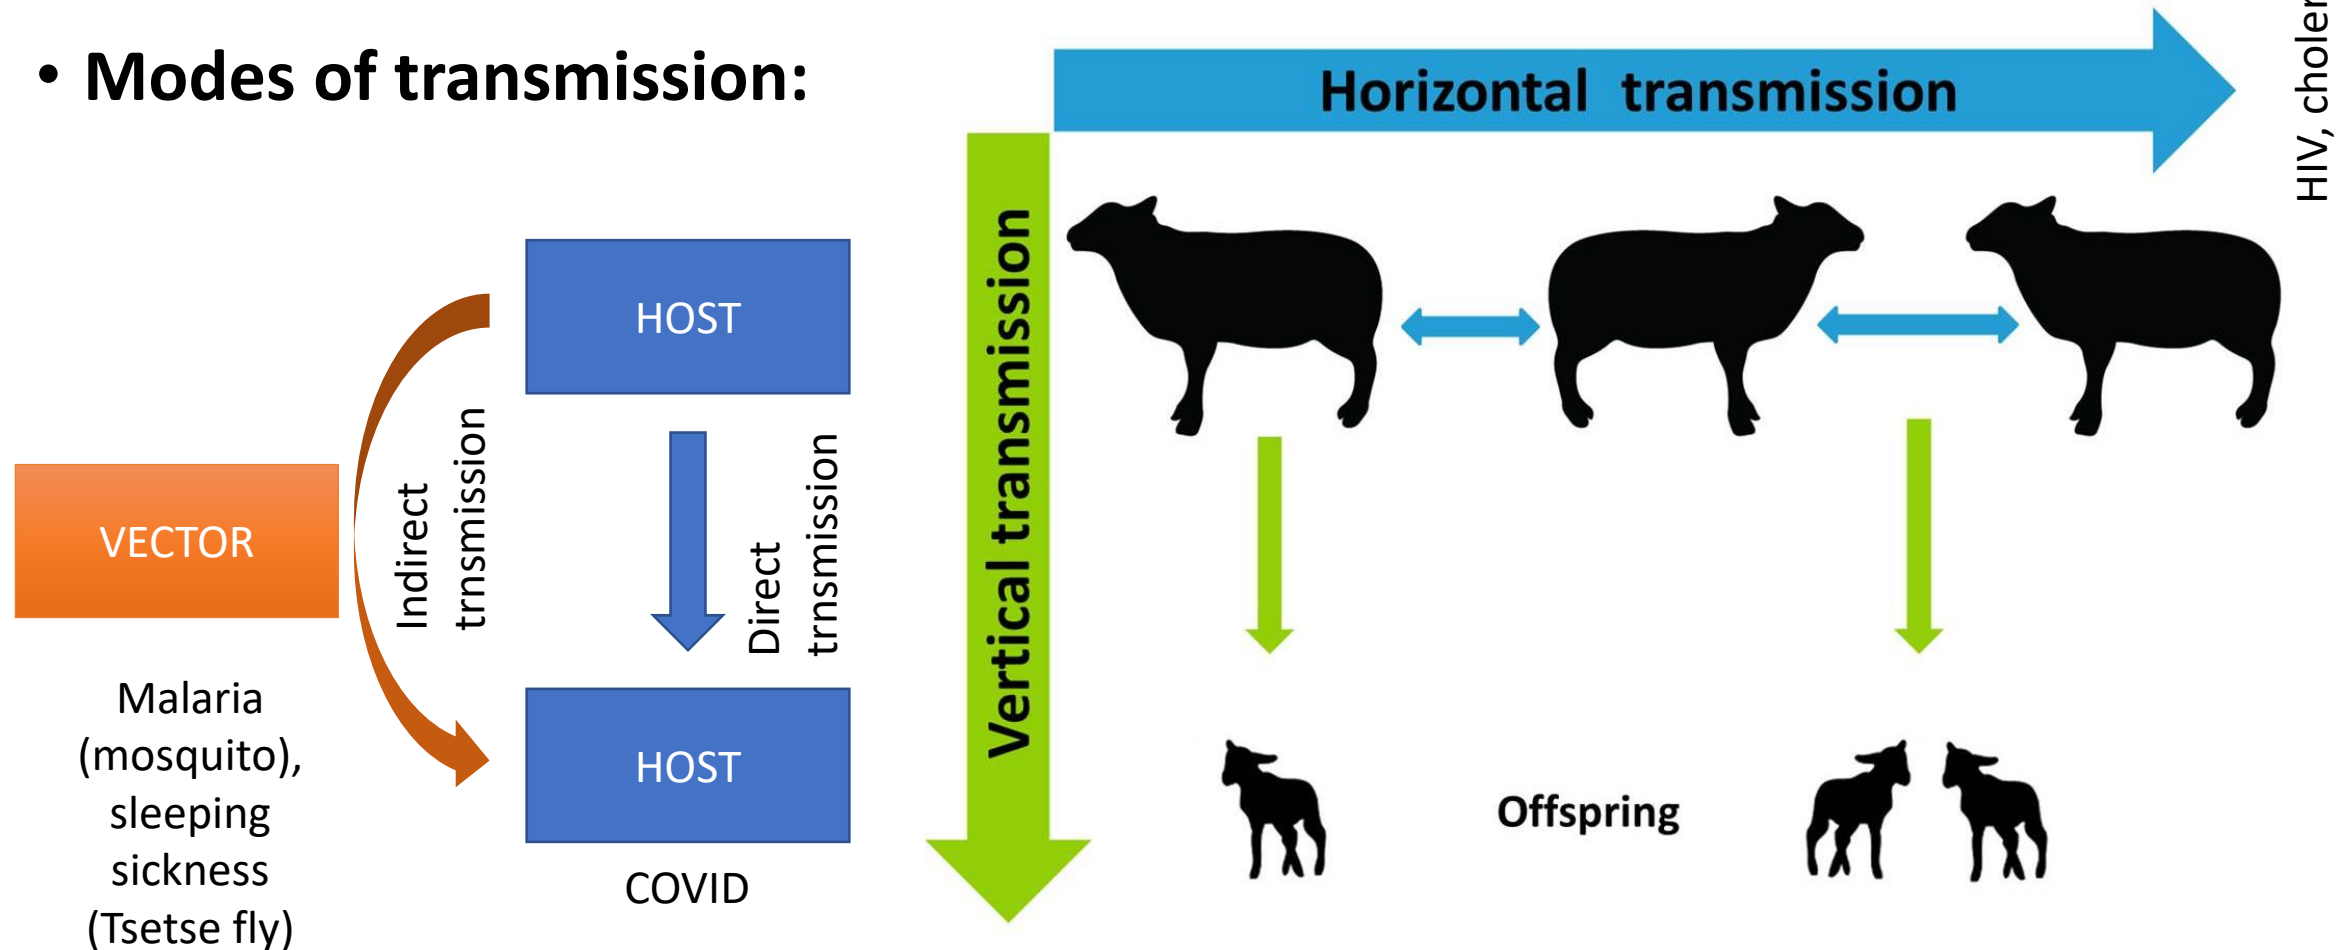 • Modes of transmission:
Horizontal transmission
HIV, choler
Vertical transmission
HOST
Indirect
trnsmission
Direct
trnsmission
VECTOR
Malaria
(mosquito),
sleeping
sickness
(Tsetse fly)
HOST
COVID
Offspring